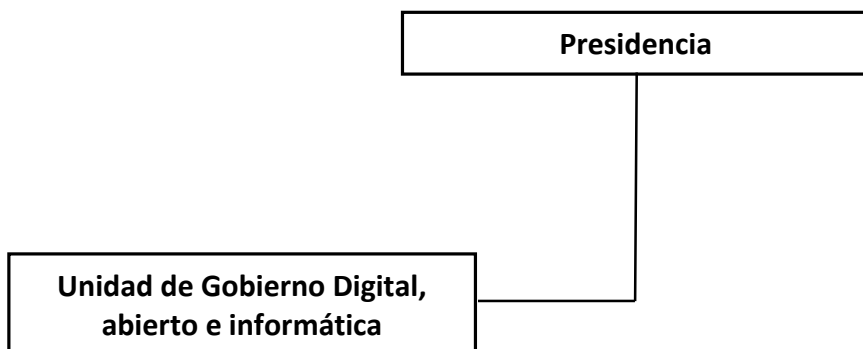 Presidencia
Unidad de Gobierno Digital,
abierto e informática